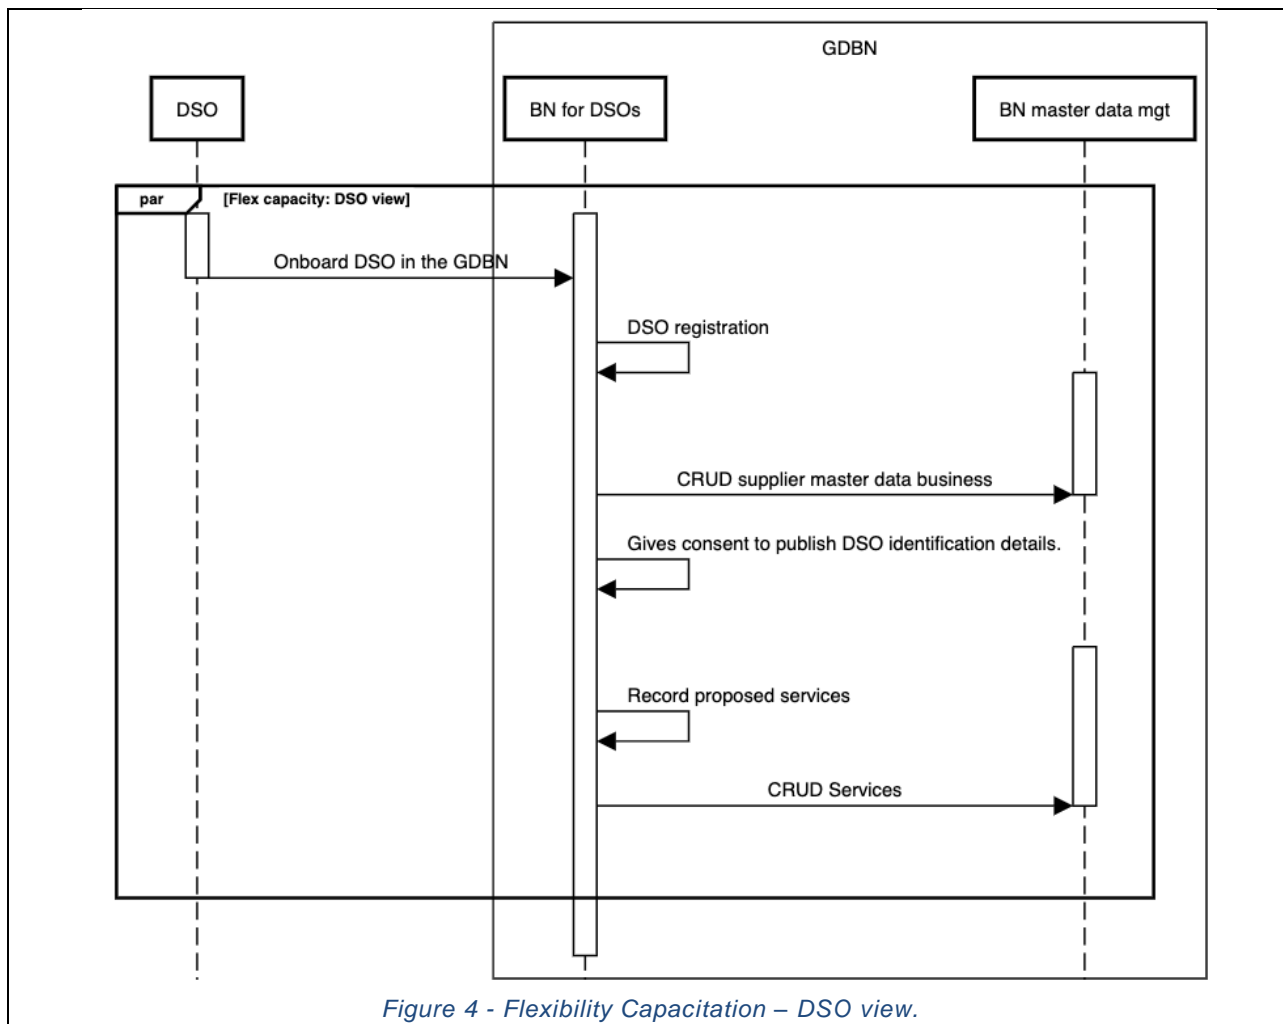 GDBN
DSO
BN for DSOs
BN master data mgt
par
[Flex capacity: DSO view]
Onboard DSO in the GDBN
DSO registration
CRUD supplier master data business
Gives consent to publish DSO identification details.
Record proposed services
CRUD Services
Figure 4 - Flexibility Capacitation – DSO view.